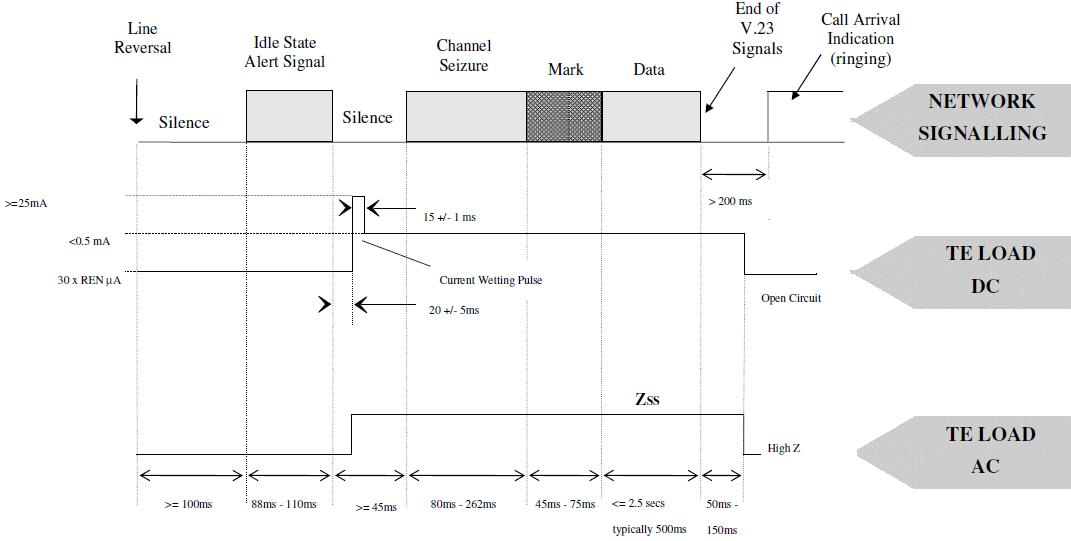 Line
Reversal
Idle State
Alert Signal
Channel
Seizure
Mark
Data
End of
V.23
Signals
Call Arrival
Indication
(ringing)
Silence
Silence
NETWORK
SIGNALLING
> 200 ms
>=25mA
15 +/- 1 ms
<0.5 mA
30 x REN µA
Current Wetting Pulse
20 +/- 5ms
Open Circuit
TE LOAD
DC
Zss
High Z
TE LOAD
AC
>= 100ms
88ms - 110ms
>= 45ms
80ms - 262ms
45ms - 75ms
<= 2.5 secs
typically 500ms
50ms -
150ms